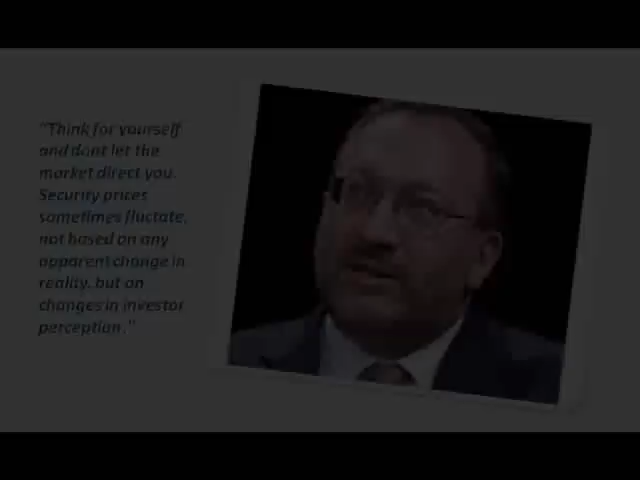 "Think for yourself
and dont let the
market direct you.
Security prices
sometimes fluctate,
not based on any
apparent change in
reality, but on
changes in investor
perception."